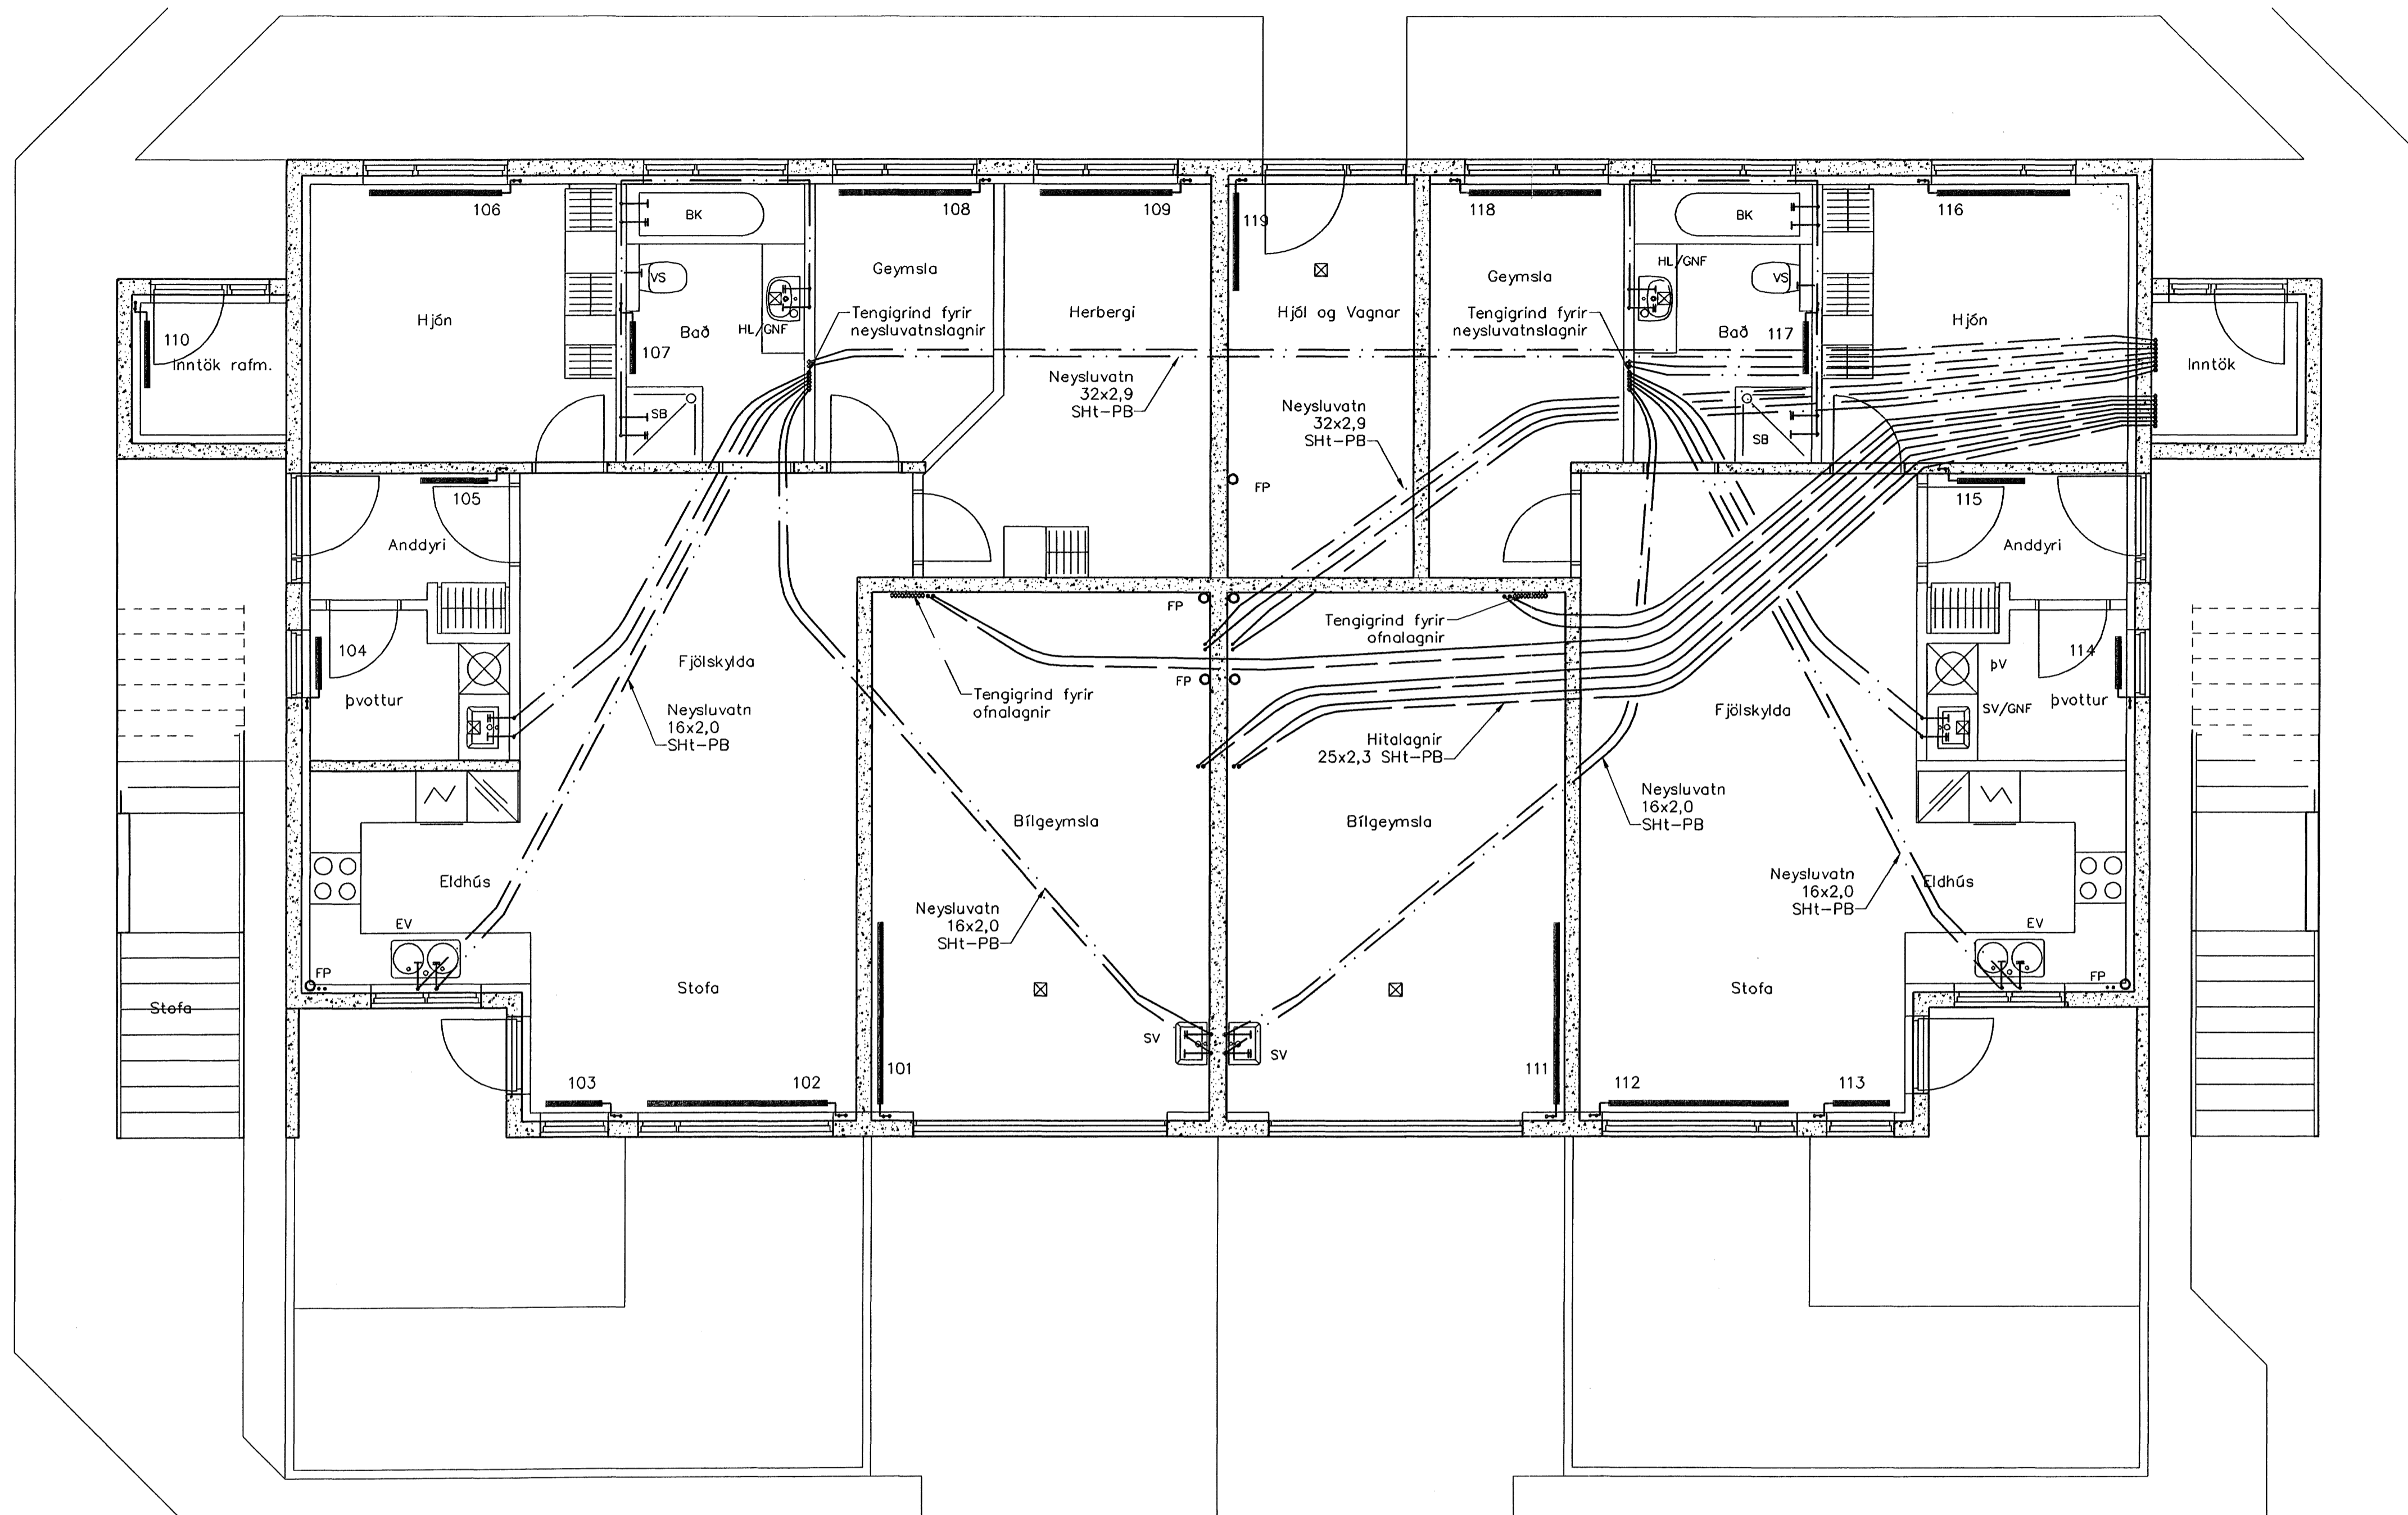 106
108
109
119
118
116
BK
BK
Geymsla
VS
HL/GNF
Geymsla
HL/GNF
VS
110
Inntök rafm.
Hjón
107
Bað
Tengigrind fyrir
neysluvatnslagnir
Herbergi
Hjól og Vagnar
Tengigrind fyrir
neysluvatnslagnir
Bað
117
Hjón
Inntök
Neysluvatn
32x2,9
SHt-PB
Neysluvatn
32x2,9
SHt-PB
SB
SB
105
FP
115
Anddyri
Anddyri
FP
Tengigrind fyrir
ofnalagnir
104
Fjölskylda
FP
þvottur
Tengigrind fyrir
ofnalagnir
þV
114
SV/GNF
þvottur
Neysluvatn
16x2,0
SHt-PB
Hitalagnir
25x2,3 SHt-PB
Fjölskylda
Bílgeymsla
Bílgeymsla
Neysluvatn
16x2,0
SHt-PB
Eldhús
Neysluvatn
16x2,0
SHt-PB
Neysluvatn
16x2,0
SHt-PB
Eldhús
EV
EV
FP
FP
Stofa
Stofa
Stofa
SV
SV
103
102
101
111
112
113